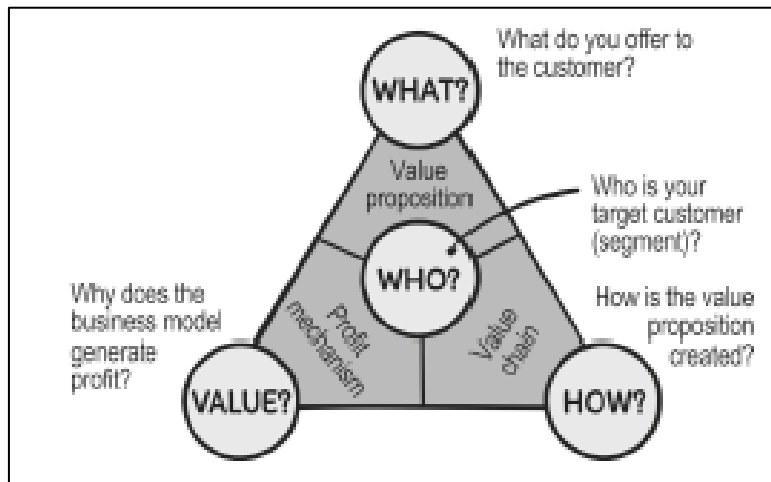 What do you offer to
the customer?
WHAT?
Value
proposition
Who is your
target customer
(segment)?
WHO?
Why does the
business model
generate
profit?
Profit
mechanism
Value
chain
How is the value
proposition
created?
VALUE?
HOW?